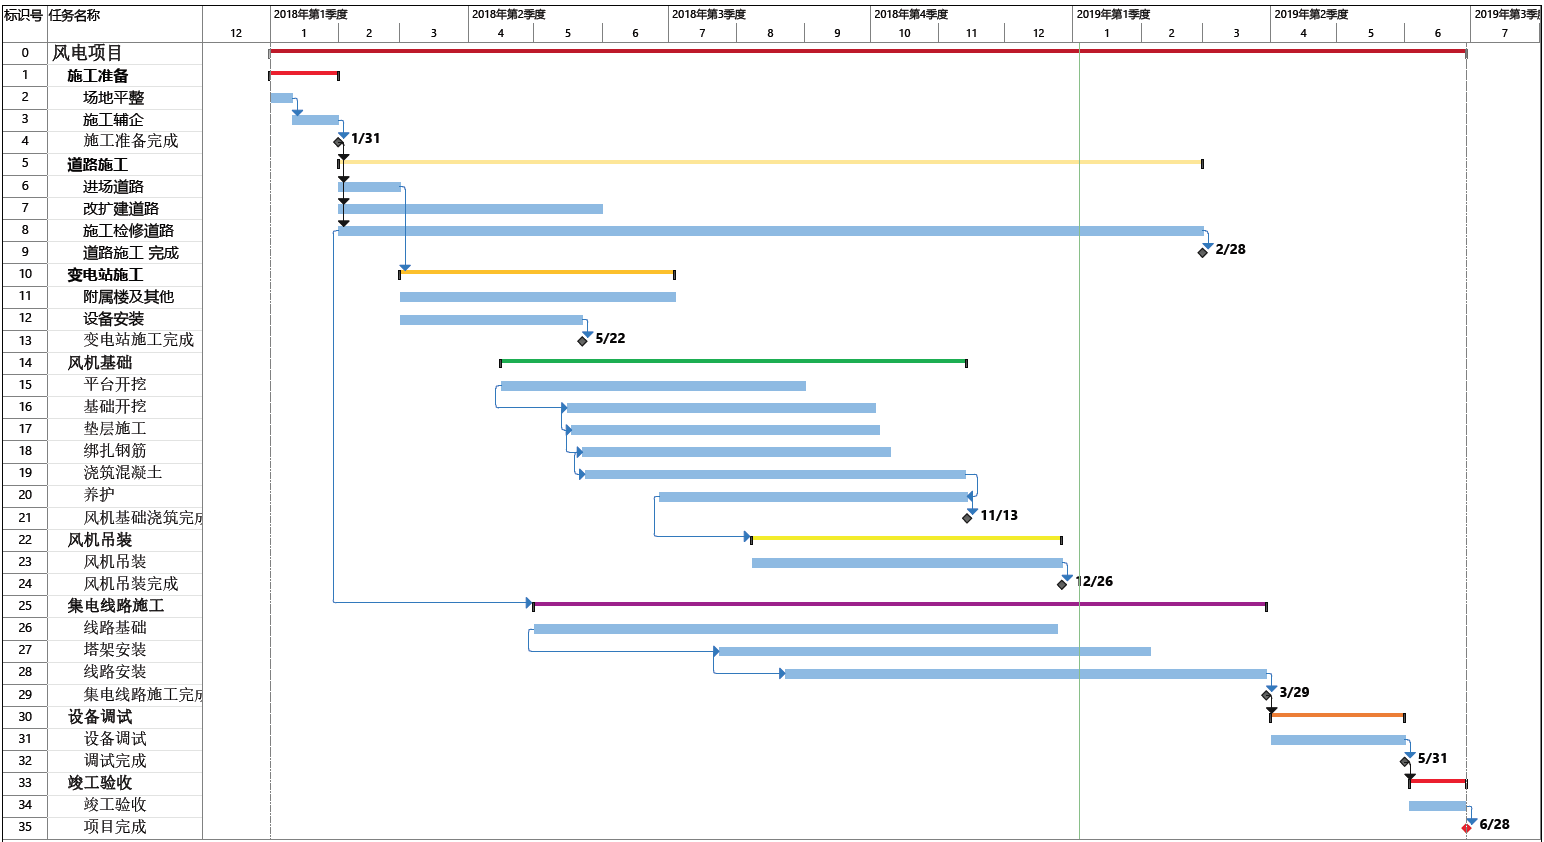 标识号 任务名称 2018年第1季度 2018年第2季度 2018年第3季度 2018年第4季度 2019年第1季度 2019年第2季度 2019年第3季
12 1 2 3 4 5 6 7 8 9 10 11 12 1 2 3 4 5 6 7
0 风电项目
1 施工准备
2 场地平整
3 施工辅企
4 施工准备完成 1/31
5 道路施工
6 进场道路
7 改扩建道路
8 施工检修道路
9 道路施工 完成 2/28
10 变电站施工
11 附属楼及其他
12 设备安装
13 变电站施工完成 5/22
14 风机基础
15 平台开挖
16 基础开挖
17 垫层施工
18 绑扎钢筋
19 浇筑混凝土
20 养护
21 风机基础浇筑完成 11/13
22 风机吊装
23 风机吊装
24 风机吊装完成 12/26
25 集电线路施工
26 线路基础
27 塔架安装
28 线路安装
29 集电线路施工完成 3/29
30 设备调试
31 设备调试
32 调试完成 5/31
33 竣工验收
34 竣工验收
35 项目完成 6/28